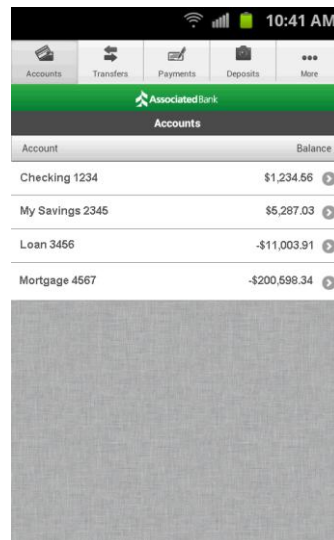 10:41 AM
Accounts Transfers Payments Deposits More
Associated Bank
Accounts
Account Balance
Checking 1234 $1,234.56
My Savings 2345 $5,287.03
Loan 3456 -$11,003.91
Mortgage 4567 -$200,598.34